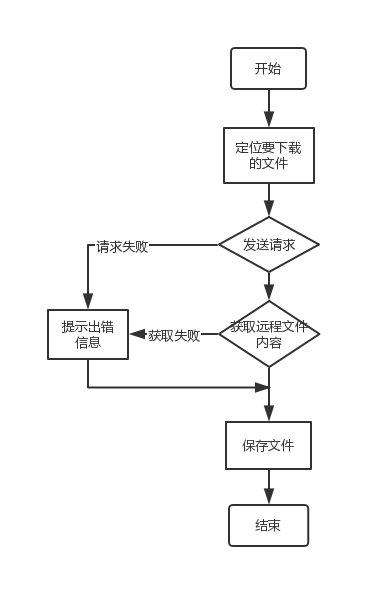 开始
定位要下载
的文件
发送请求
请求失败
获取远程文件
内容
获取失败
提示出错
信息
保存文件
结束